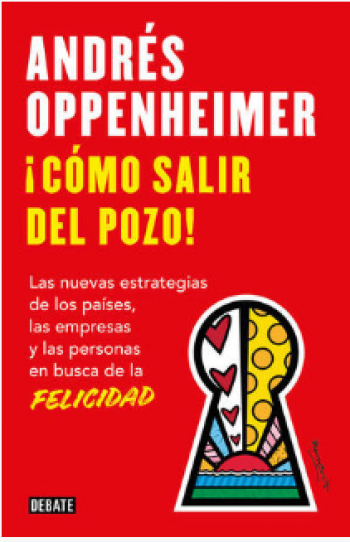 ANDRÉS
OPPENHEIMER
¡CÓMO SALIR
DEL POZO!
Las nuevas estrategias
de los países,
las empresas
y las personas
en busca de la
FELICIDAD
DEBATE